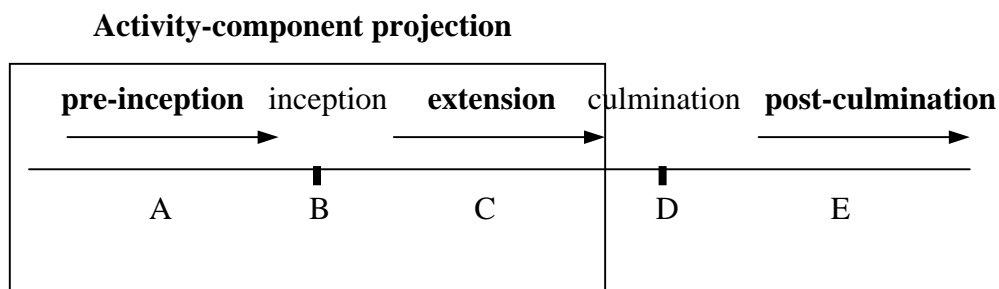 Activity-component projection
pre-inception inception extension culmination post-culmination
A B C D E